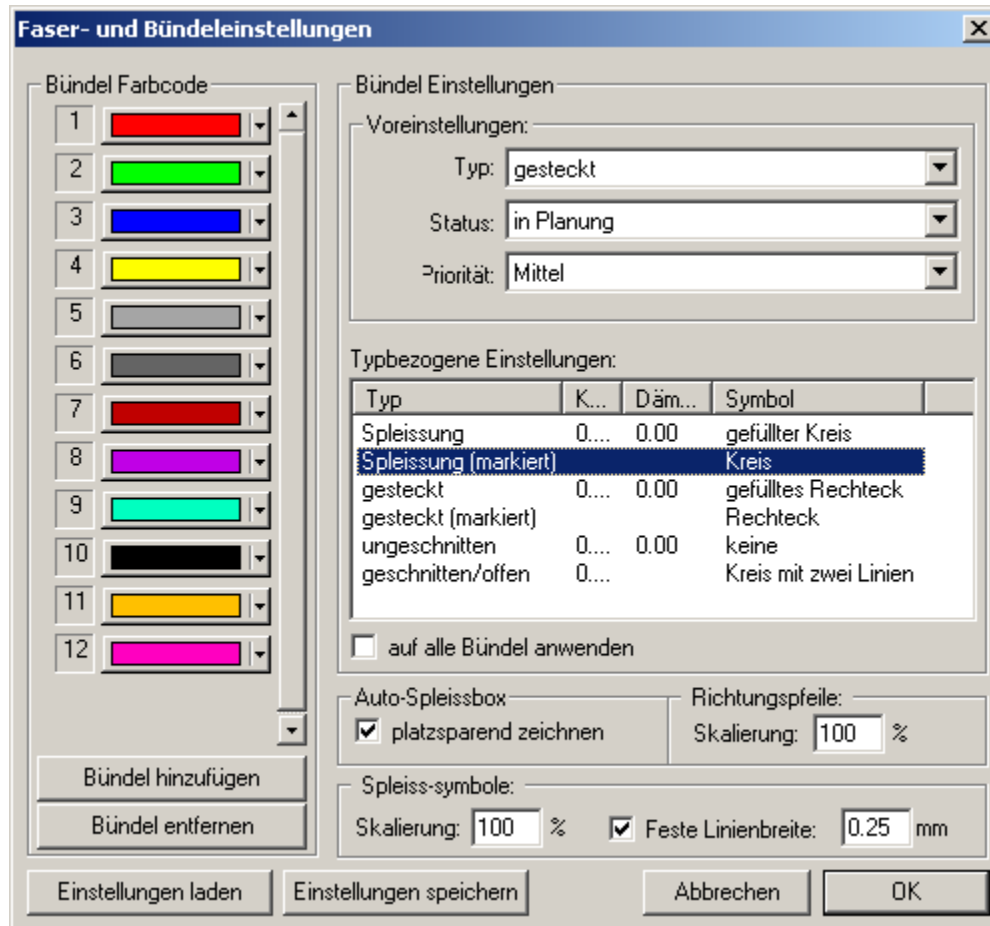 Faser- und Bündeleinstellungen
Bündel Farbcode
1
2
3
4
5
6
7
8
9
10
11
12
Bündel hinzufügen
Bündel entfernen
Bündel Einstellungen
Voreinstellungen:
Typ: gesteckt
Status: in Planung
Priorität: Mittel
Typbezogene Einstellungen:
Typ K... Däm... Symbol
Spleissung 0.... 0.00 gefüllter Kreis
Spleissung (markiert) Kreis
gesteckt 0.... 0.00 gefülltes Rechteck
gesteckt (markiert) Rechteck
ungeschnitten 0.... 0.00 keine
geschnitten/offen 0.... Kreis mit zwei Linien
auf alle Bündel anwenden
Auto-Spleissbox
platzsparend zeichnen
Richtungspfeile:
Skalierung: 100 %
Spleiss-symbole:
Skalierung: 100 % Feste Linienbreite: 0.25 mm
Einstellungen laden Einstellungen speichern Abbrechen OK